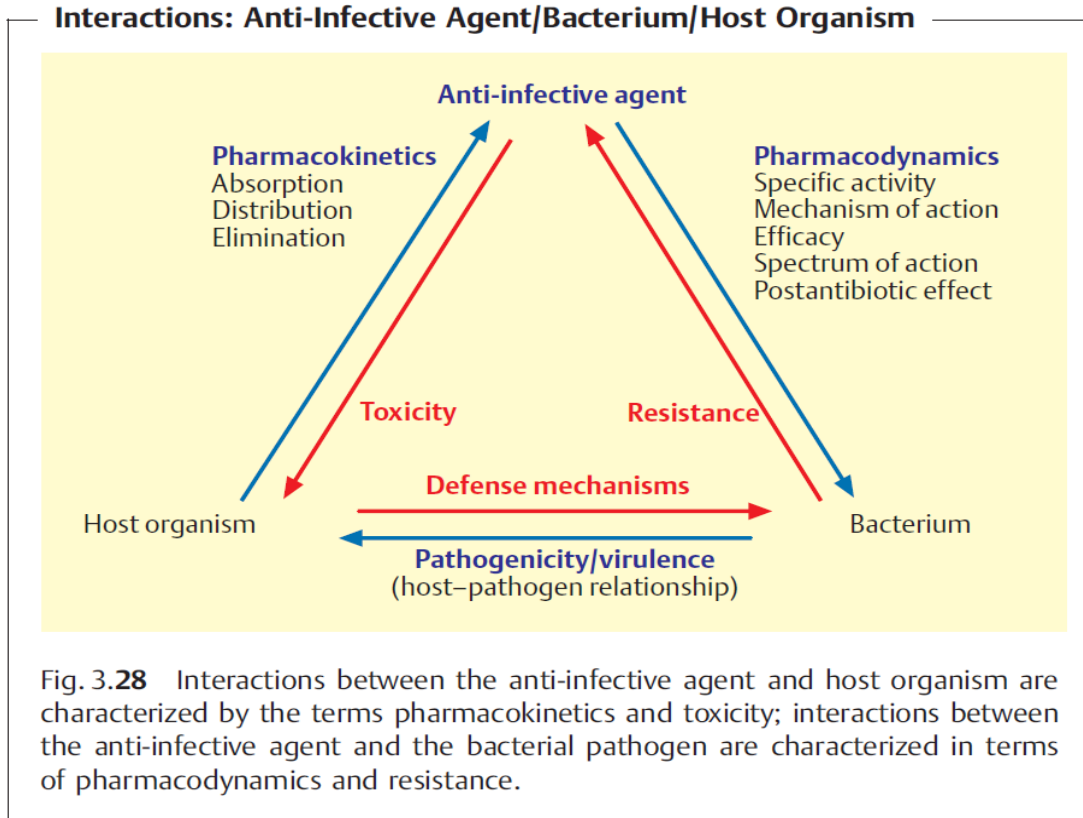 Interactions: Anti-Infective Agent/Bacterium/Host Organism
Anti-infective agent
Pharmacokinetics
Absorption
Distribution
Elimination
Pharmacodynamics
Specific activity
Mechanism of action
Efficacy
Spectrum of action
Postantibiotic effect
Toxicity
Resistance
Defense mechanisms
Host organism
Bacterium
Pathogenicity/virulence
(host–pathogen relationship)
Fig. 3.28 Interactions between the anti-infective agent and host organism are
characterized by the terms pharmacokinetics and toxicity; interactions between
the anti-infective agent and the bacterial pathogen are characterized in terms
of pharmacodynamics and resistance.